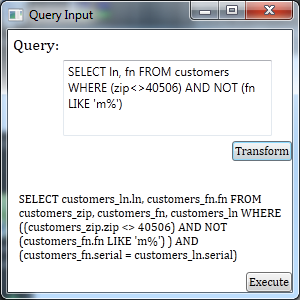 Query Input
Query:
SELECT ln, fn FROM customers
WHERE (zip<>40506) AND NOT (fn
LIKE 'm%')
Transform
SELECT customers_ln.ln, customers_fn.fn FROM
customers_zip, customers_fn, customers_ln WHERE
((customers_zip.zip <> 40506) AND NOT
(customers_fn.fn LIKE 'm%') ) AND
(customers_fn.serial = customers_ln.serial)
Execute